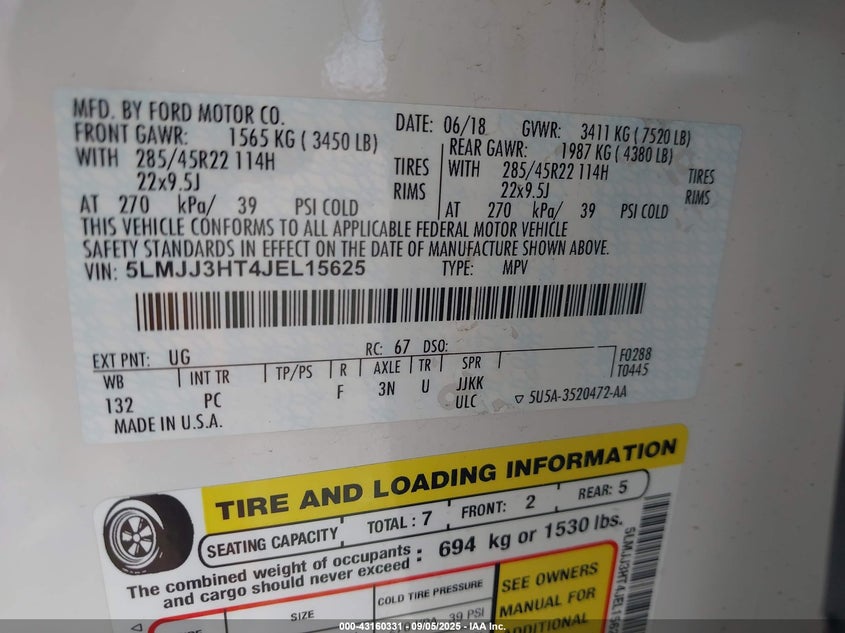 MFD. BY FORD MOTOR CO.
DATE: 06/18 GVWR: 3411 KG ( 7520 LB)
FRONT GAWR: 1565 KG ( 3450 LB)
WITH 285/45R22 114H TIRES
22x9.5J RIMS
AT 270 kPa/ 39 PSI COLD
REAR GAWR: 1987 KG ( 4380 LB)
WITH 285/45R22 114H TIRES
22x9.5J RIMS
AT 270 kPa/ 39 PSI COLD
THIS VEHICLE CONFORMS TO ALL APPLICABLE FEDERAL MOTOR VEHICLE
SAFETY STANDARDS IN EFFECT ON THE DATE OF MANUFACTURE SHOWN ABOVE.
VIN: 5LMJJ3HT4JEL15625 TYPE: MPV
EXT PNT: UG RC: 67 DSO: F0288
WB INT TR TP/PS R AXLE TR SPR T0445
132 PC F 3N U JJKK
ULC
MADE IN U.S.A. ▽ 5U5A-3520472-AA
TIRE AND LOADING INFORMATION
SEATING CAPACITY TOTAL : 7 FRONT: 2 REAR: 5
The combined weight of occupants
and cargo should never exceed : 694 kg or 1530 lbs.
SIZE COLD TIRE PRESSURE
39 PSI
SEE OWNERS
MANUAL FOR
ADDITIONAL
000-43160331 - 09/05/2025 - IAA Inc.